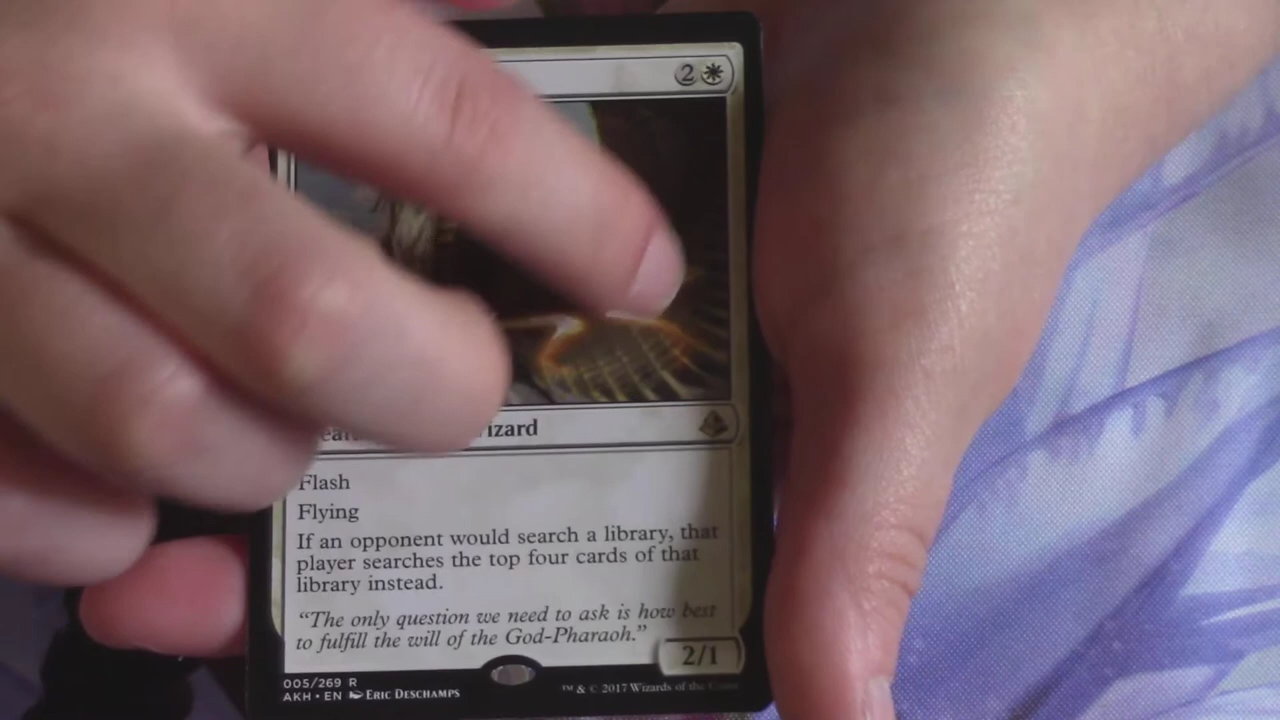 2
izard
Flash
Flying
If an opponent would search a library, that
player searches the top four cards of that
library instead.
“The only question we need to ask is how best
to fulfill the will of the God-Pharaoh.”
2/1
005/269 R
AKH • EN Eric Deschamps
™ & © 2017 Wizards of the Coast